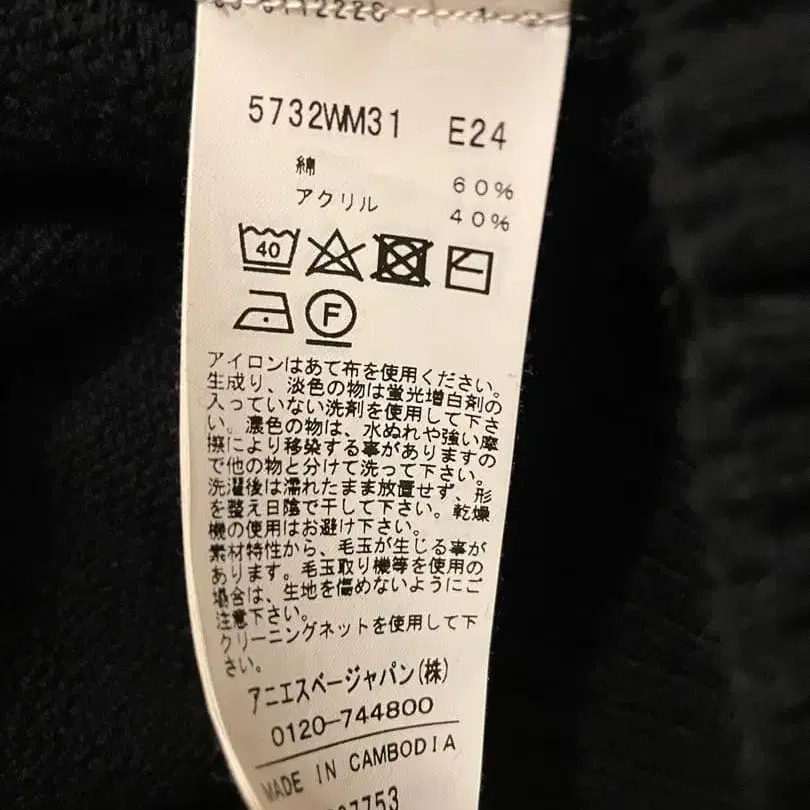 5732WM31 E24
綿 60%
アクリル 40%
40
F
アイロンはあて布を使用ください。
生成り、淡色の物は蛍光増白剤の
入っていない洗剤を使用して下さ
い。濃色の物は、水ぬれや強い摩
擦により移染する事がありますの
で他の物と分けて洗って下さい。
洗濯後は濡れたまま放置せず、形
を整え日陰で干して下さい。乾燥
機の使用はお避け下さい。
素材特性から、毛玉が生じる事が
あります。毛玉取り機等を使用の
場合は、生地を傷めないようにご
注意下さい。
クリーニングネットを使用して下
さい。
アニエスベージャパン(株)
0120-744800
MADE IN CAMBODIA